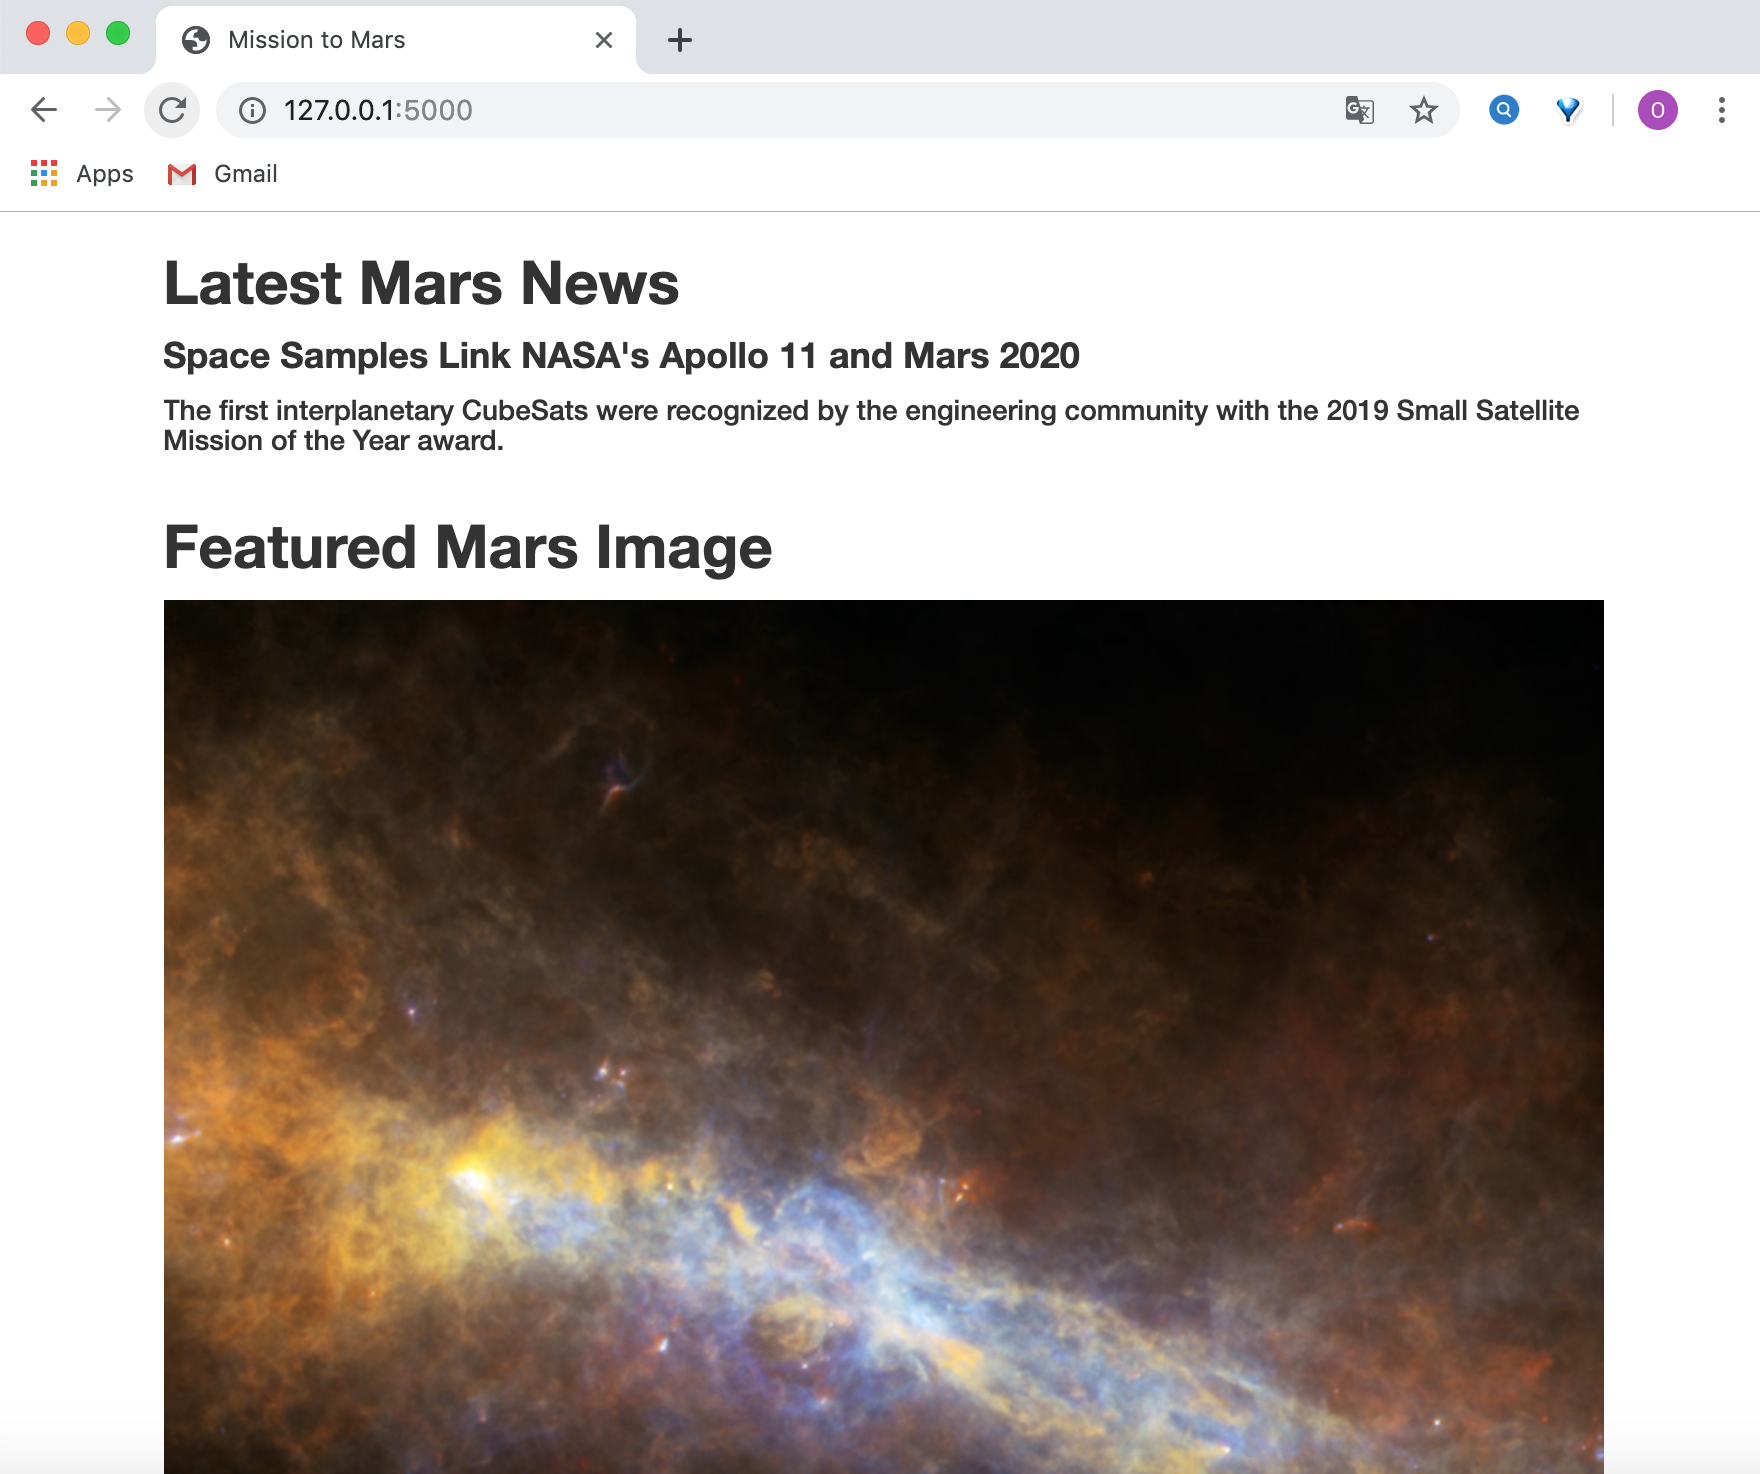 Mission to Mars
127.0.0.1:5000
O
Apps Gmail
Latest Mars News
Space Samples Link NASA's Apollo 11 and Mars 2020
The first interplanetary CubeSats were recognized by the engineering community with the 2019 Small Satellite
Mission of the Year award.
Featured Mars Image